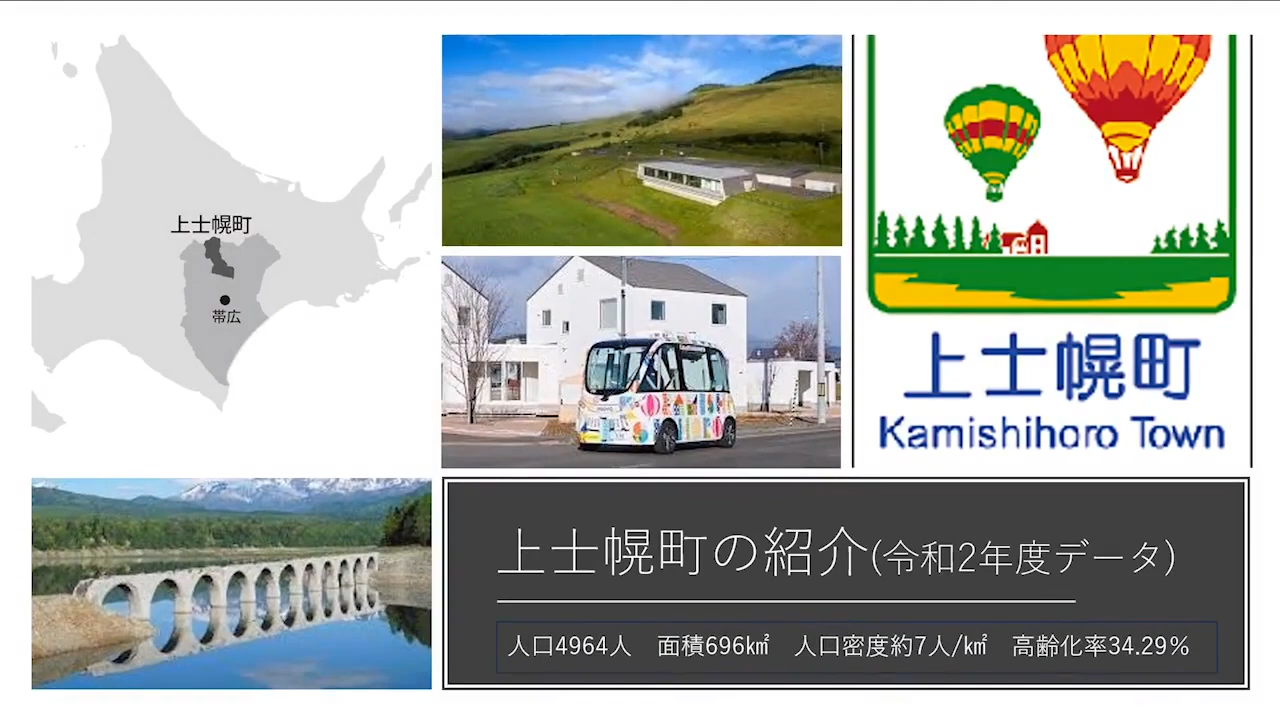 上士幌町
帯広
上士幌町
Kamishihoro Town
上士幌町の紹介(令和2年度データ)
人口4964人　面積696㎢　人口密度約7人/㎢　高齢化率34.29%